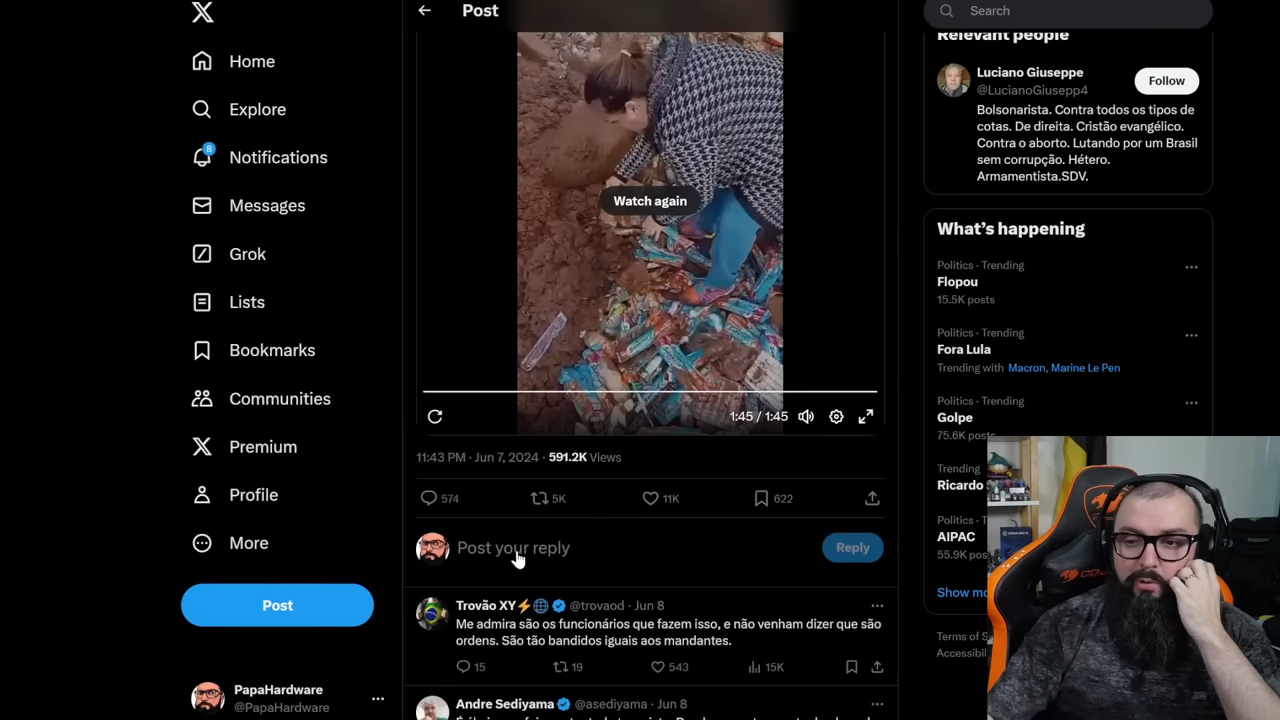 Post
Search
Home
Explore
8
Notifications
Messages
Grok
Lists
Bookmarks
Communities
Premium
Profile
More
Post
PapaHardware
@PapaHardware
Watch again
1:45 / 1:45
11:43 PM · Jun 7, 2024 · 591.2K Views
574
5K
11K
622
Post your reply
Reply
Trovão XY @trovaod · Jun 8
Me admira são os funcionários que fazem isso, e não venham dizer que são
ordens. São tão bandidos iguais aos mandantes.
15
19
543
15K
Andre Sediyama @asediyama · Jun 8
Relevant people
Luciano Giuseppe
@LucianoGiusepp4
Follow
Bolsonarista. Contra todos os tipos de
cotas. De direita. Cristão evangélico.
Contra o aborto. Lutando por um Brasil
sem corrupção. Hétero.
Armamentista.SDV.
What's happening
Politics · Trending
Flopou
15.5K posts
Politics · Trending
Fora Lula
Trending with Macron, Marine Le Pen
Politics · Trending
Golpe
75.6K posts
Trending
Ricardo
Politics · T
AIPAC
55.9K pos
Show mo
Terms of S
Accessibil